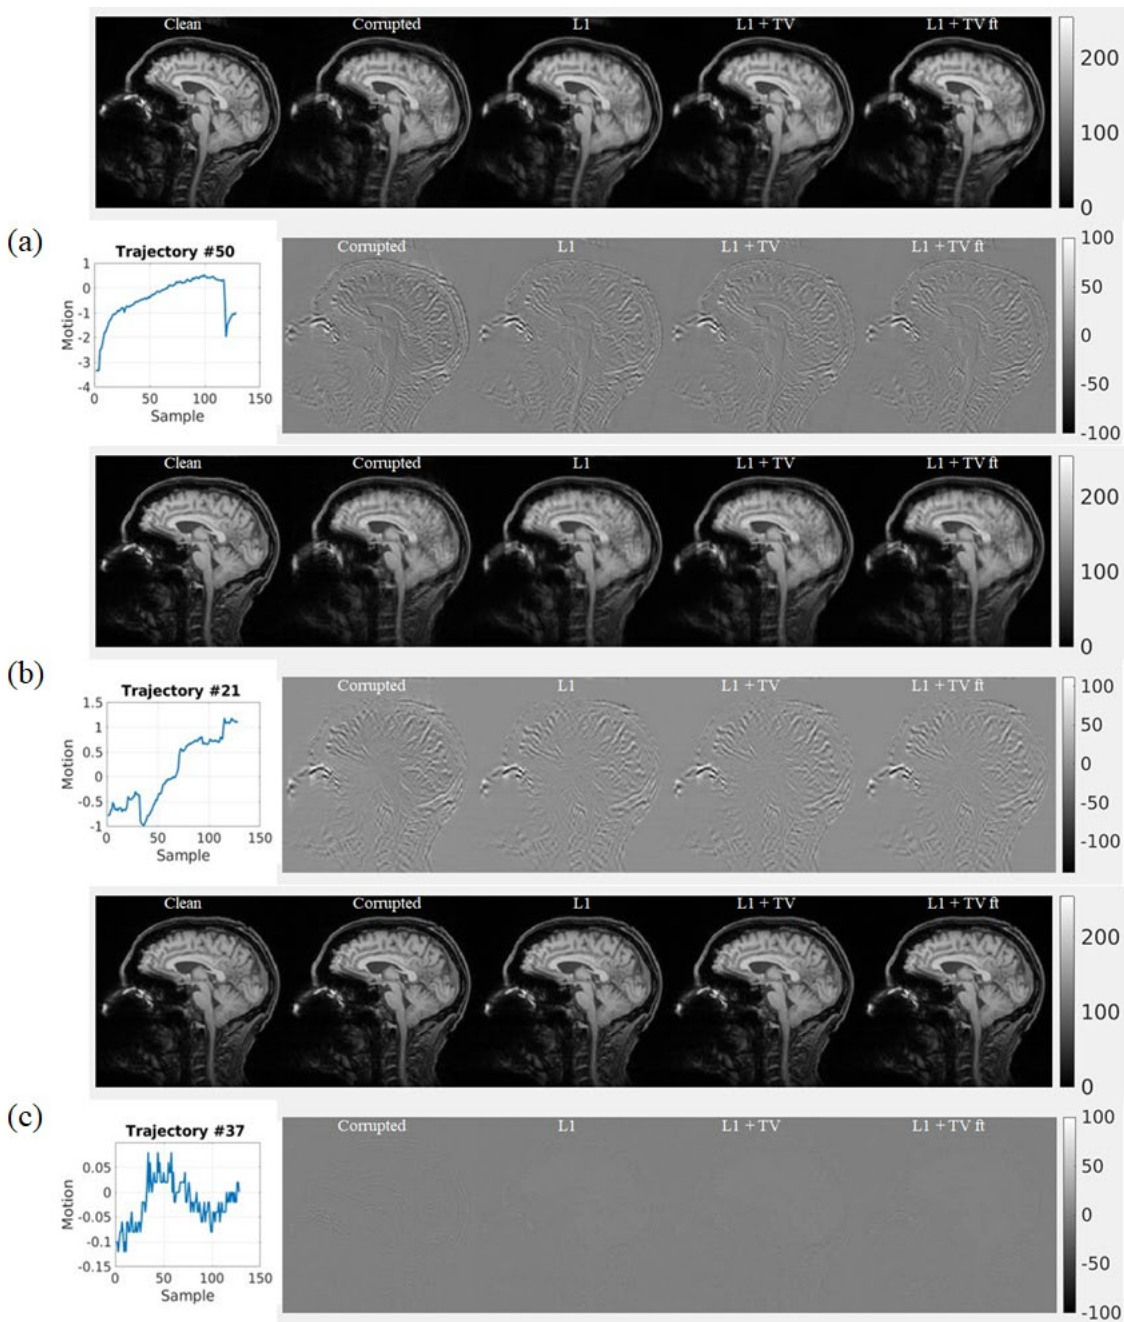 Clean Corrupted L1 L1 + TV L1 + TV ft
200
100
0
(a)
Trajectory #50
1
0
-1
-2
-3
-4
Motion
0 50 100 150
Sample
Corrupted L1 L1 + TV L1 + TV ft
100
50
0
-50
-100
Clean Corrupted L1 L1 + TV L1 + TV ft
200
100
0
(b)
Trajectory #21
1.5
1
0.5
0
-0.5
-1
Motion
0 50 100 150
Sample
Corrupted L1 L1 + TV L1 + TV ft
100
50
0
-50
-100
Clean Corrupted L1 L1 + TV L1 + TV ft
200
100
0
(c)
Trajectory #37
0.05
0
-0.05
-0.1
-0.15
Motion
0 50 100 150
Sample
Corrupted L1 L1 + TV L1 + TV ft
100
50
0
-50
-100